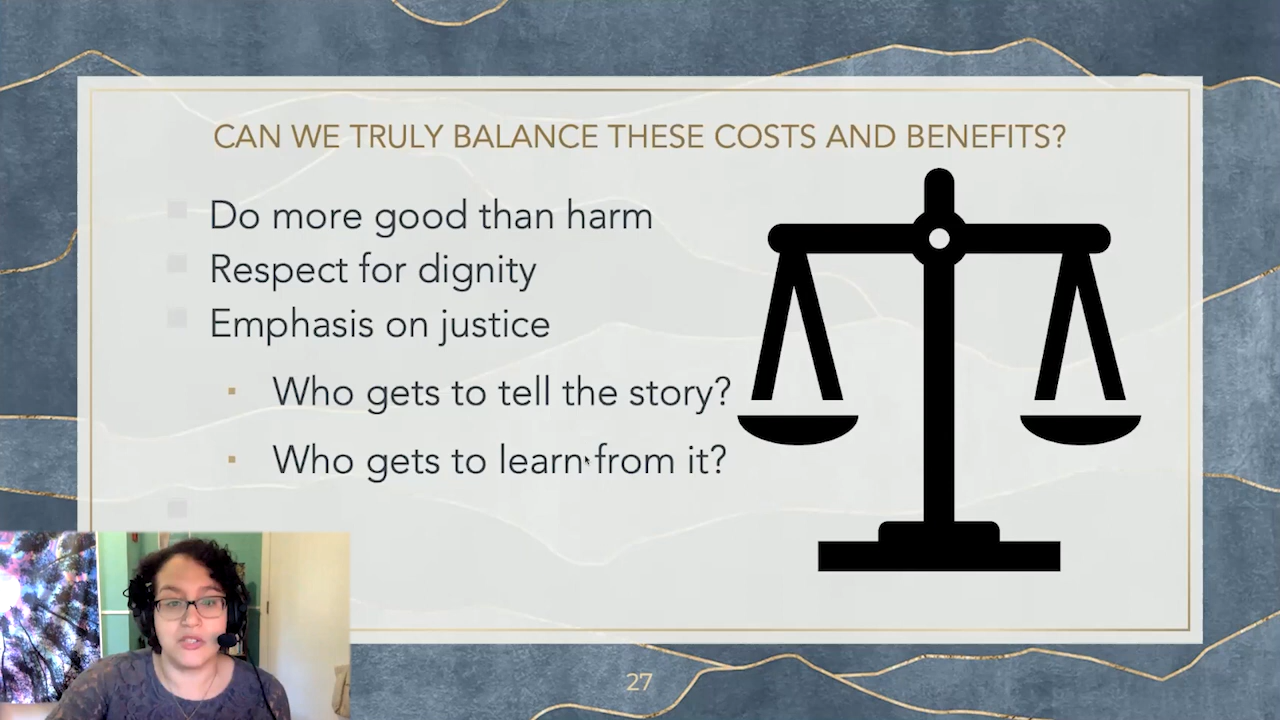 CAN WE TRULY BALANCE THESE COSTS AND BENEFITS?
Do more good than harm
Respect for dignity
Emphasis on justice
Who gets to tell the story?
Who gets to learn from it?
27